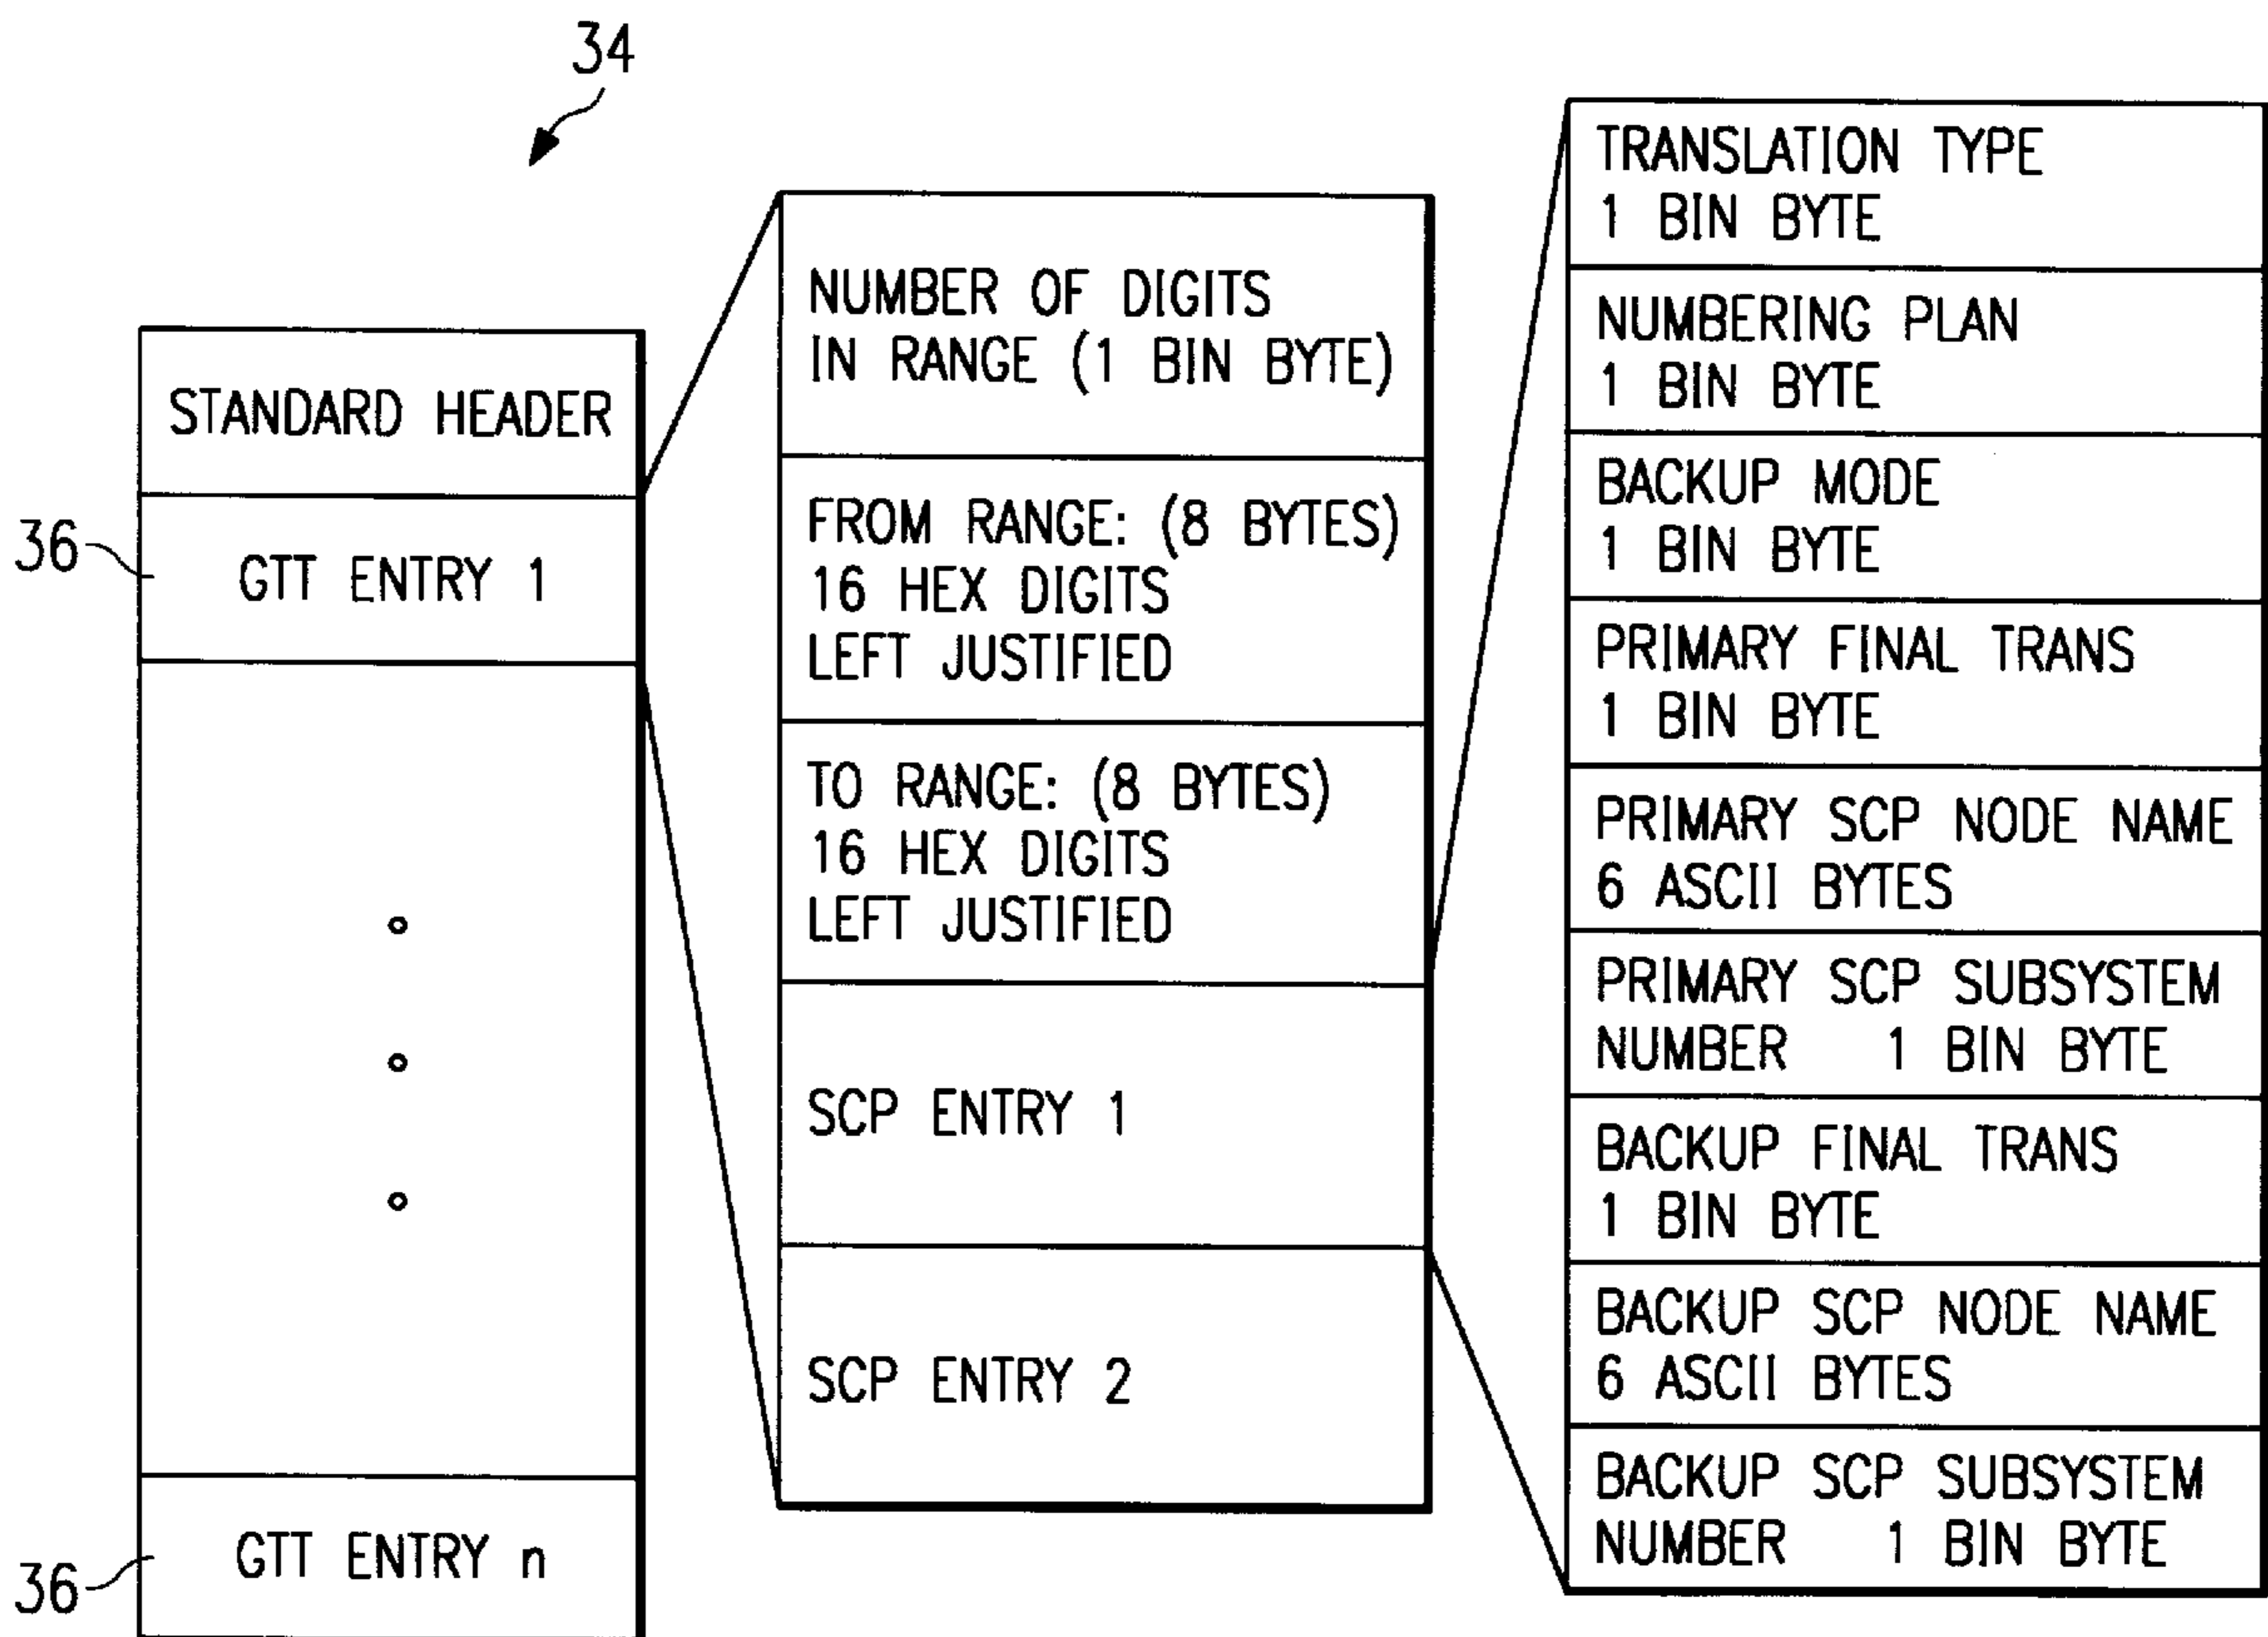 34
STANDARD HEADER
36
GTT ENTRY 1
36
GTT ENTRY n
NUMBER OF DIGITS
IN RANGE (1 BIN BYTE)
FROM RANGE: (8 BYTES)
16 HEX DIGITS
LEFT JUSTIFIED
TO RANGE: (8 BYTES)
16 HEX DIGITS
LEFT JUSTIFIED
SCP ENTRY 1
SCP ENTRY 2
TRANSLATION TYPE
1 BIN BYTE
NUMBERING PLAN
1 BIN BYTE
BACKUP MODE
1 BIN BYTE
PRIMARY FINAL TRANS
1 BIN BYTE
PRIMARY SCP NODE NAME
6 ASCII BYTES
PRIMARY SCP SUBSYSTEM
NUMBER 1 BIN BYTE
BACKUP FINAL TRANS
1 BIN BYTE
BACKUP SCP NODE NAME
6 ASCII BYTES
BACKUP SCP SUBSYSTEM
NUMBER 1 BIN BYTE